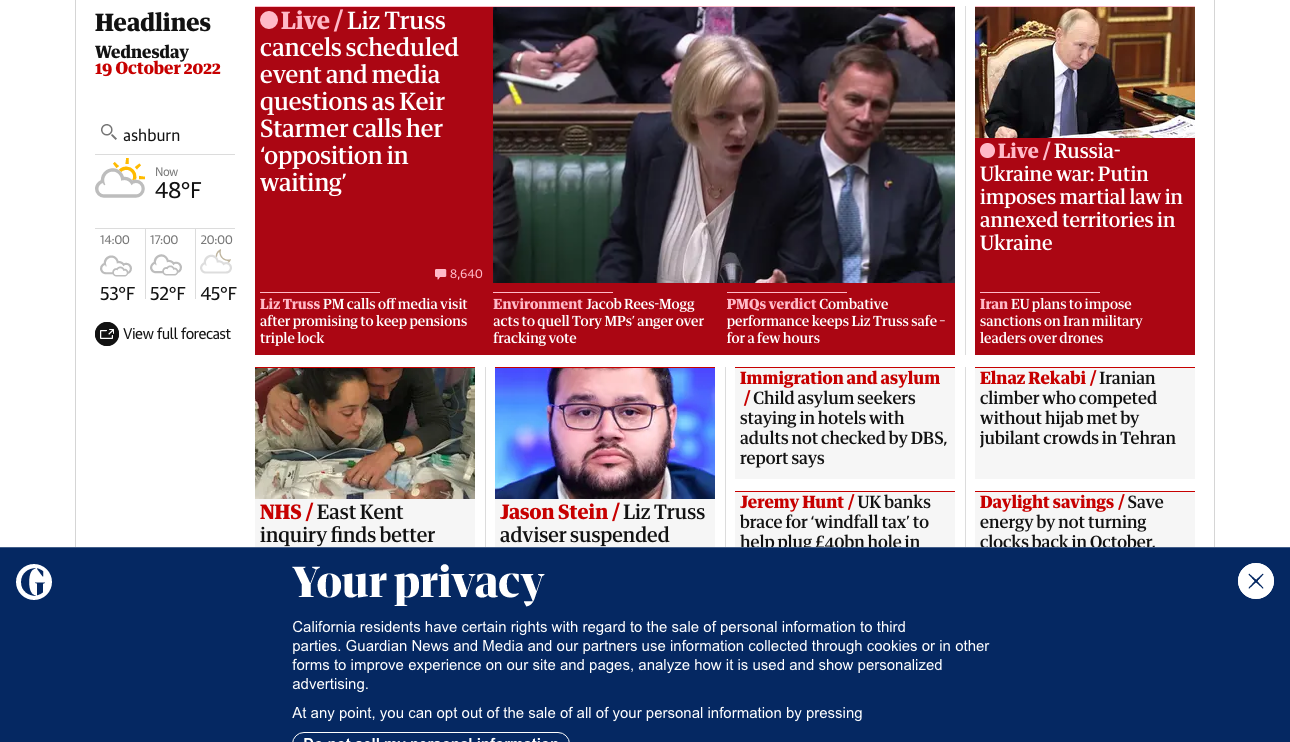 Headlines
Wednesday
19 October 2022
ashburn
Now
48°F
14:00 17:00 20:00
53°F 52°F 45°F
View full forecast
Live / Liz Truss
cancels scheduled
event and media
questions as Keir
Starmer calls her
‘opposition in
waiting’
8,640
Liz Truss PM calls off media visit
after promising to keep pensions
triple lock
Environment Jacob Rees-Mogg
acts to quell Tory MPs’ anger over
fracking vote
PMQs verdict Combative
performance keeps Liz Truss safe –
for a few hours
Live / Russia-
Ukraine war: Putin
imposes martial law in
annexed territories in
Ukraine
Iran EU plans to impose
sanctions on Iran military
leaders over drones
NHS / East Kent
inquiry finds better
Jason Stein / Liz Truss
adviser suspended
Immigration and asylum
/ Child asylum seekers
staying in hotels with
adults not checked by DBS,
report says
Elnaz Rekabi / Iranian
climber who competed
without hijab met by
jubilant crowds in Tehran
Jeremy Hunt / UK banks
brace for ‘windfall tax’ to
help plug £40bn hole in
Daylight savings / Save
energy by not turning
clocks back in October,
G
Your privacy
California residents have certain rights with regard to the sale of personal information to third
parties. Guardian News and Media and our partners use information collected through cookies or in other
forms to improve experience on our site and pages, analyze how it is used and show personalized
advertising.
At any point, you can opt out of the sale of all of your personal information by pressing
Do not sell my personal information